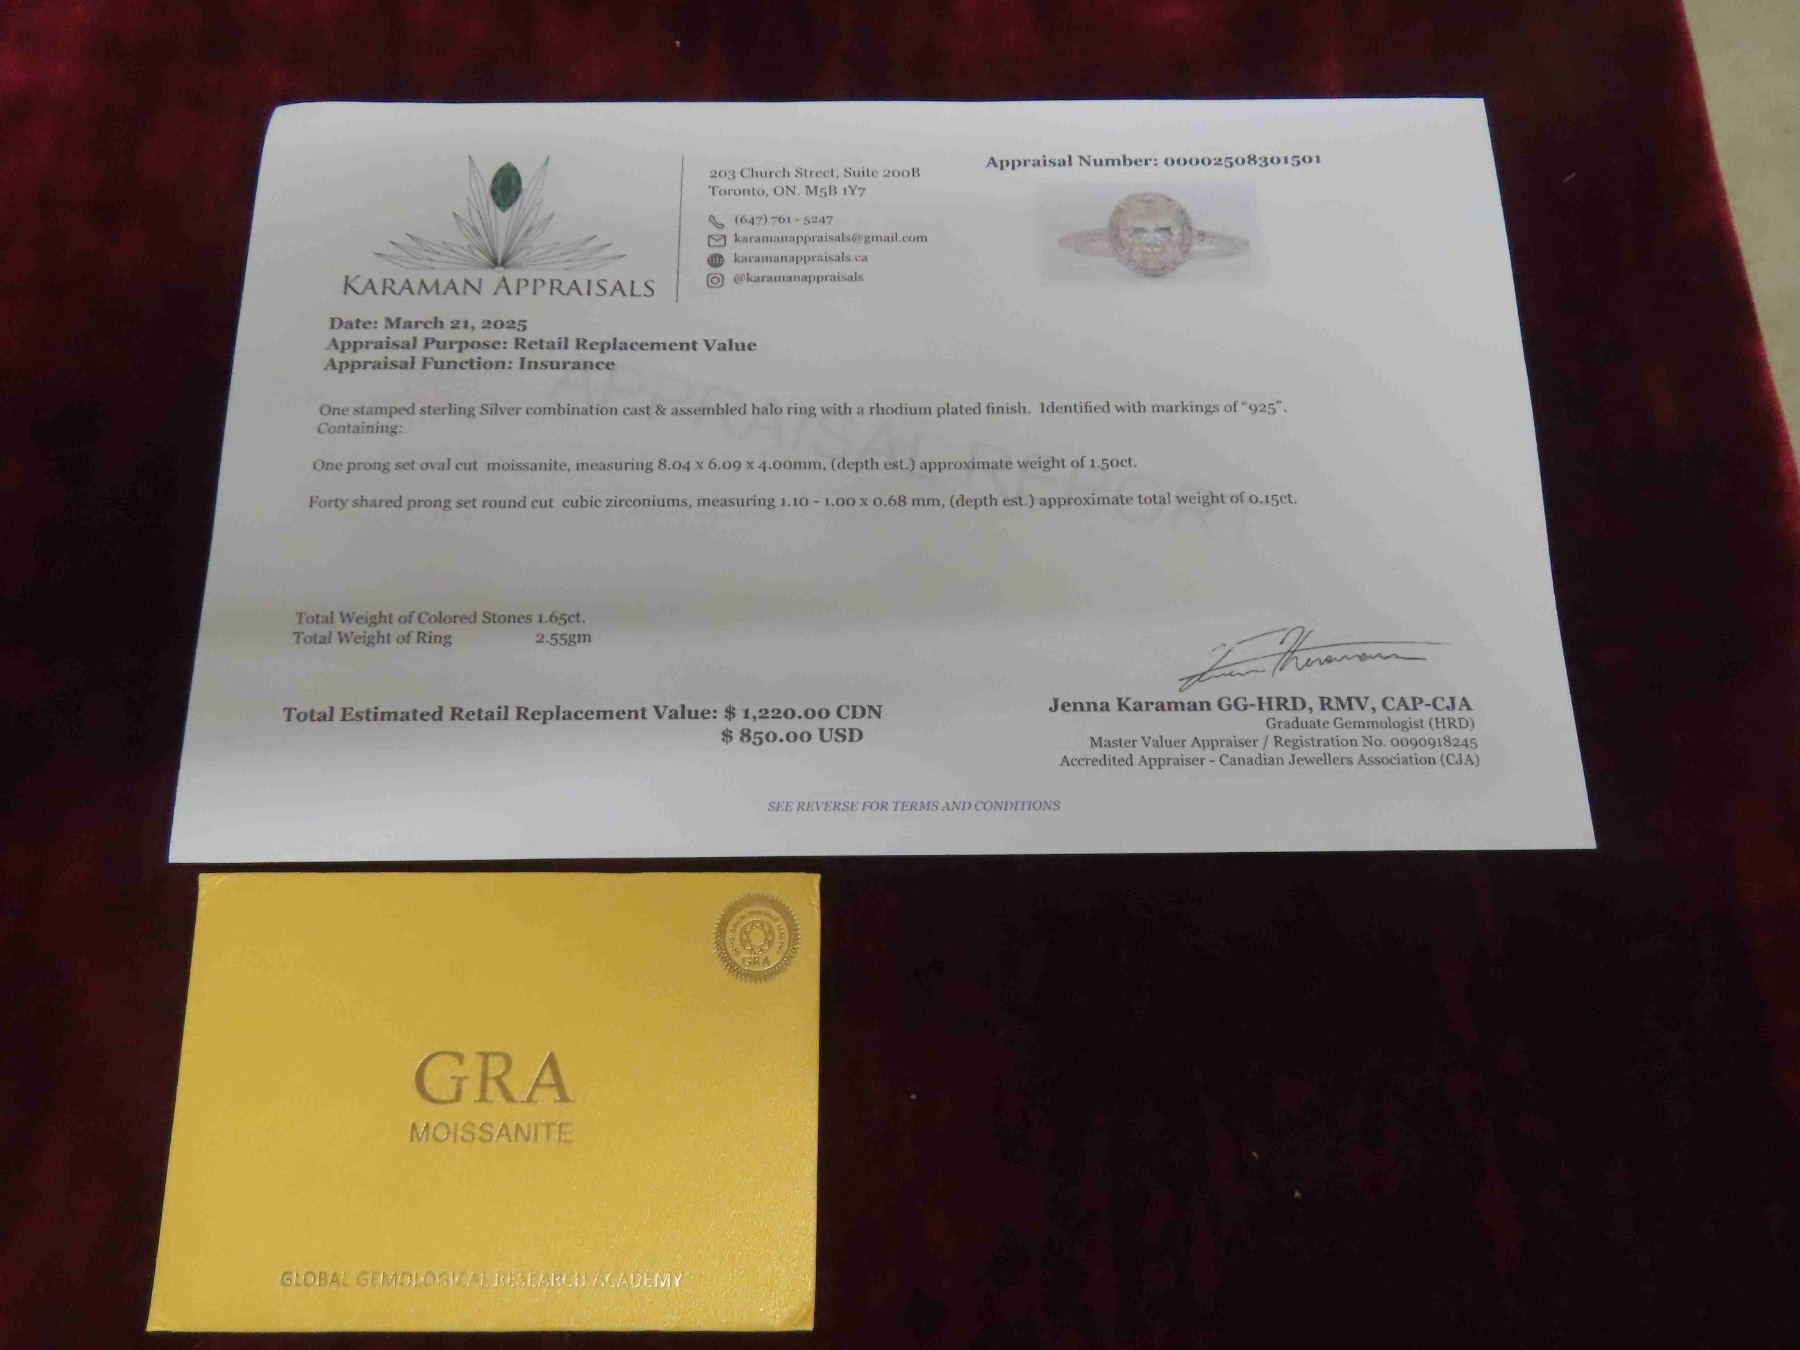 KARAMAN APPRAISALS
203 Church Street, Suite 200B
Toronto, ON. M5B 1Y7
(647) 761 - 5247
karamanappraisals@gmail.com
karamanappraisals.ca
@karamanappraisals
Appraisal Number: 00002508301501
Date: March 21, 2025
Appraisal Purpose: Retail Replacement Value
Appraisal Function: Insurance
APPRAISAL REPORT
One stamped sterling Silver combination cast & assembled halo ring with a rhodium plated finish. Identified with markings of "925".
Containing:
One prong set oval cut moissanite, measuring 8.04 x 6.09 x 4.00mm, (depth est.) approximate weight of 1.50ct.
Forty shared prong set round cut cubic zirconiums, measuring 1.10 - 1.00 x 0.68 mm, (depth est.) approximate total weight of 0.15ct.
Total Weight of Colored Stones 1.65ct.
Total Weight of Ring 2.55gm
Total Estimated Retail Replacement Value: $ 1,220.00 CDN
$ 850.00 USD
Jenna Karaman GG-HRD, RMV, CAP-CJA
Graduate Gemmologist (HRD)
Master Valuer Appraiser / Registration No. 0090918245
Accredited Appraiser - Canadian Jewellers Association (CJA)
SEE REVERSE FOR TERMS AND CONDITIONS
GRA
GRA
MOISSANITE
GLOBAL GEMOLOGICAL RESEARCH ACADEMY